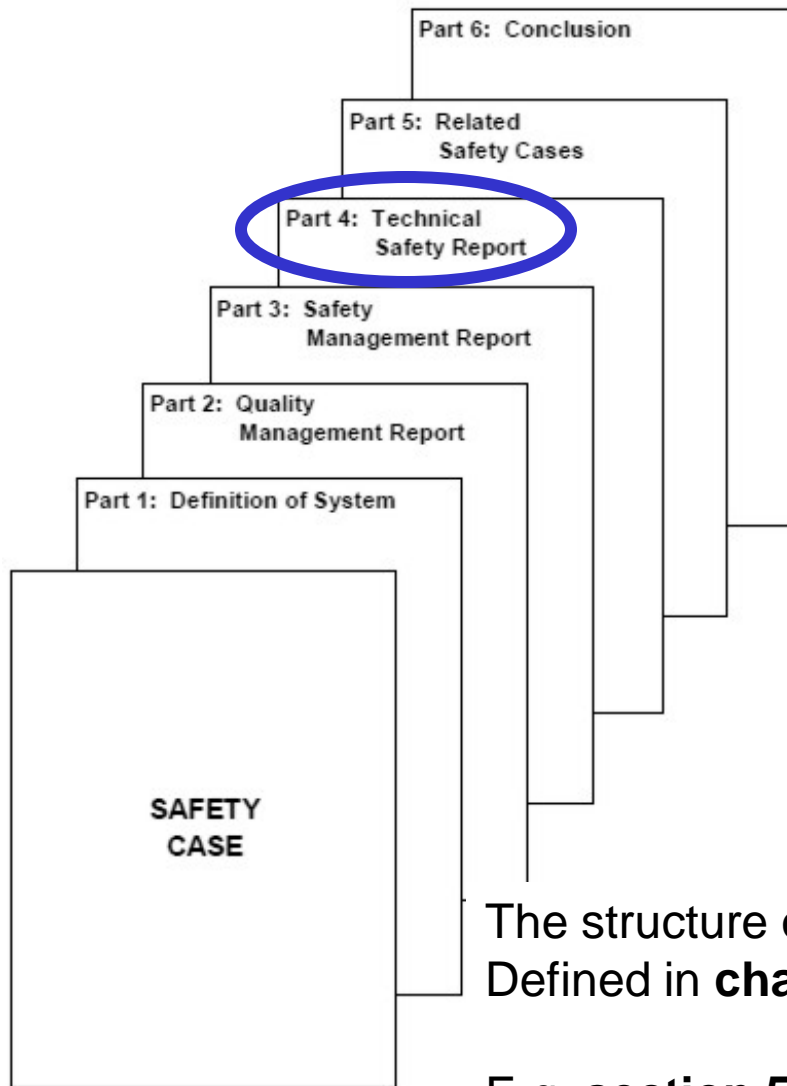 Part 6: Conclusion
Part 5: Related
Safety Cases
Part 4: Technical
Safety Report
Part 3: Safety
Management Report
Part 2: Quality
Management Report
Part 1: Definition of System
SAFETY
CASE
The structure
Defined in